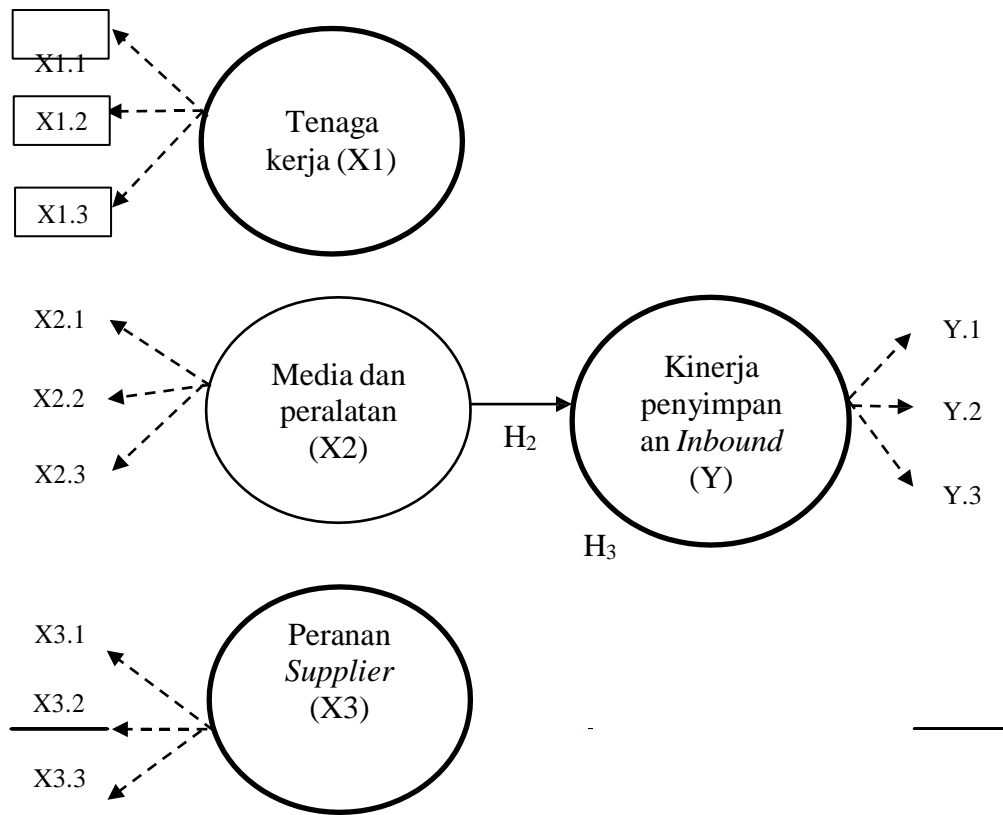 X1.1
X1.2
X1.3
Tenaga
kerja (X1)
X2.1
X2.2
X2.3
Media dan
peralatan
(X2)
H₂
Kinerja
penyimpan
an Inbound
(Y)
Y.1
Y.2
Y.3
H₃
X3.1
X3.2
X3.3
Peranan
Supplier
(X3)